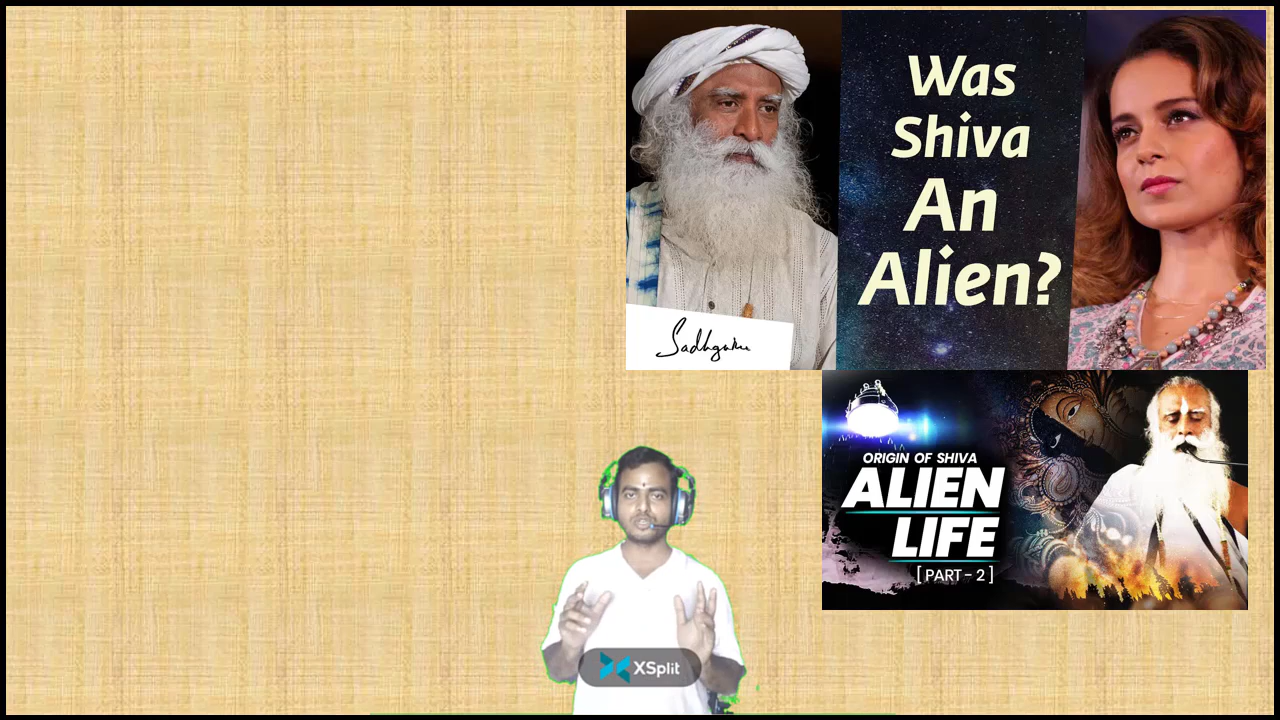 Was
Shiva
An
Alien?
Sadhguru
ORIGIN OF SHIVA
ALIEN
LIFE
[ PART - 2 ]
XSplit